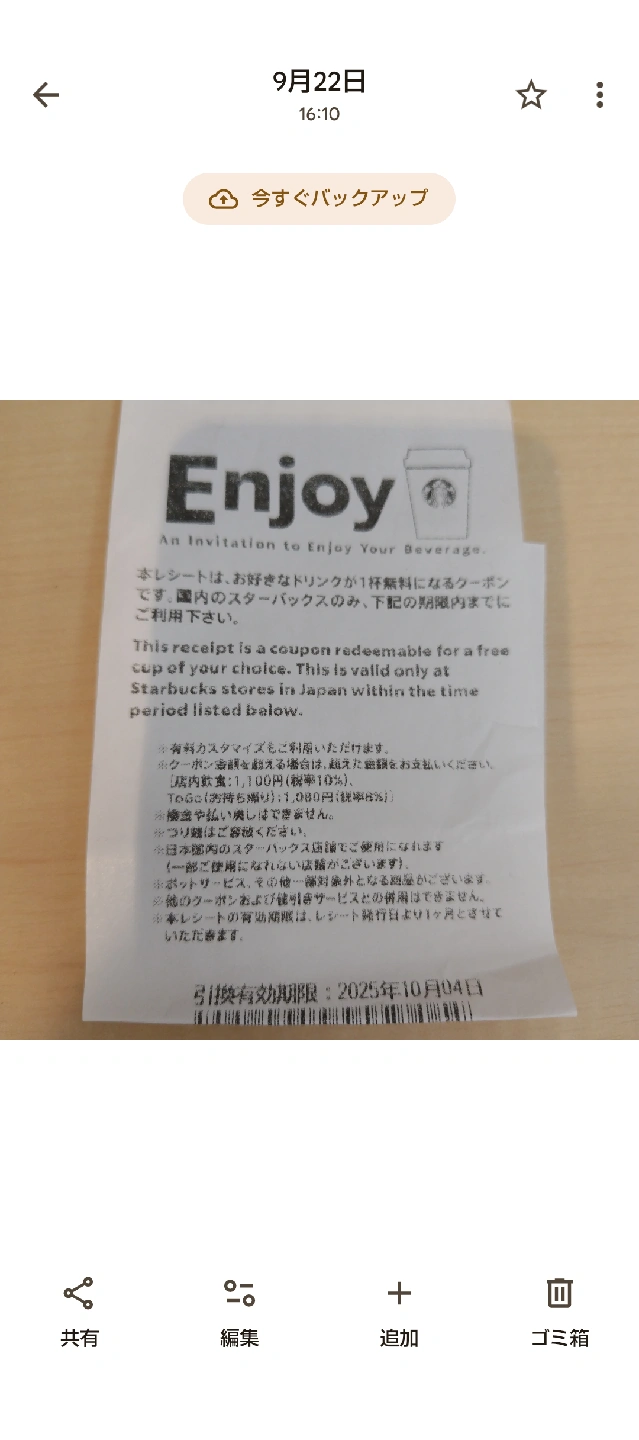 9月22日
16:10
今すぐバックアップ
Enjoy
An Invitation to Enjoy Your Beverage.
本レシートは、お好きなドリンクが1杯無料になるクーポン
です。国内のスターバックスのみ、下記の期限内までに
ご利用下さい。
This receipt is a coupon redeemable for a free
cup of your choice. This is valid only at
Starbucks stores in Japan within the time
period listed below.
※有料カスタマイズもご利用いただけます。
※クーポン金額を超える場合は、超えた金額をお支払いください。
[店内飲食:1,100円(税率10%)、
ToGo(お持ち帰り):1,080円(税率8%)]
※換金や払い戻しはできません。
※つり銭はご容赦ください。
※日本国内のスターバックス店舗でご使用になれます
(一部ご使用になれない店舗がございます)。
※ポットサービス、その他一部対象外となる商品がございます。
※他のクーポンおよび値引きサービスとの併用はできません。
※本レシートの有効期限は、レシート発行日より1ヶ月とさせて
いただきます。
引換有効期限:2025年10月04日
共有
編集
追加
ゴミ箱